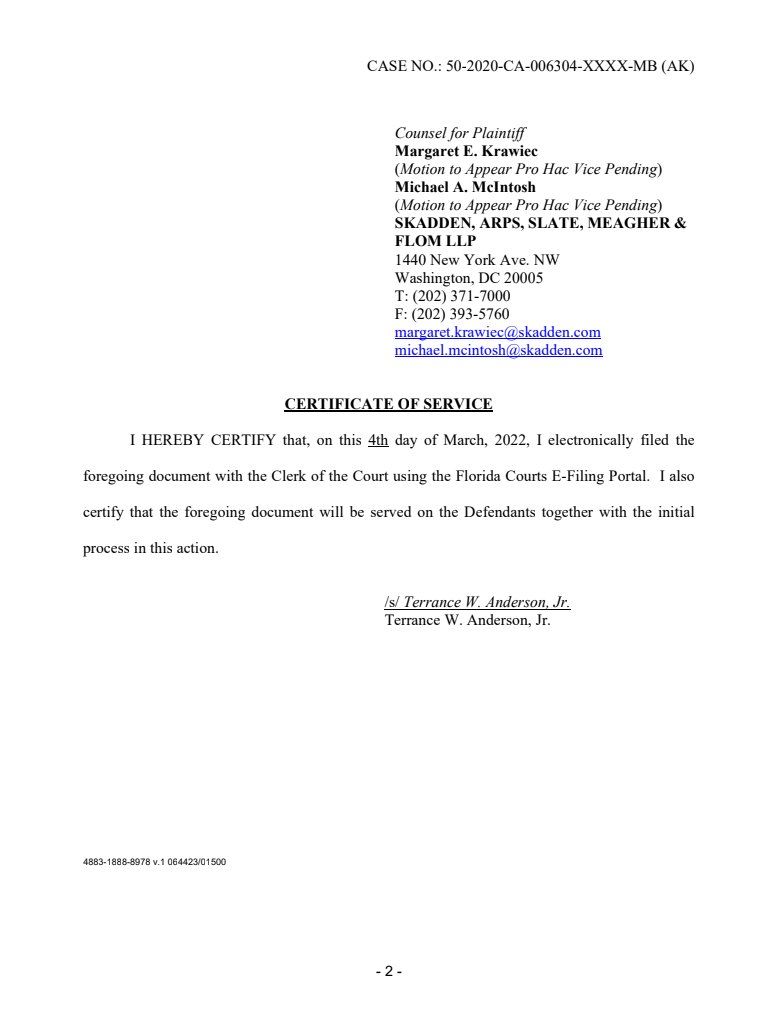 CASE NO.: 50-2020-CA-006304-XXXX-MB (AK)
Counsel for Plaintiff
Margaret E. Krawiec
(Motion to Appear Pro Hac Vice Pending)
Michael A. McIntosh
(Motion to Appear Pro Hac Vice Pending)
SKADDEN, ARPS, SLATE, MEAGHER &
FLOM LLP
1440 New York Ave. NW
Washington, DC 20005
T: (202) 371-7000
F: (202) 393-5760
margaret.krawiec@skadden.com
michael.mcintosh@skadden.com
CERTIFICATE OF SERVICE
I HEREBY CERTIFY that, on this 4th day of March, 2022, I electronically filed the
foregoing document with the Clerk of the Court using the Florida Courts E-Filing Portal. I also
certify that the foregoing document will be served on the Defendants together with the initial
process in this action.
/s/ Terrance W. Anderson, Jr.
Terrance W. Anderson, Jr.
4883-1888-8978 v.1 064423/01500
- 2 -